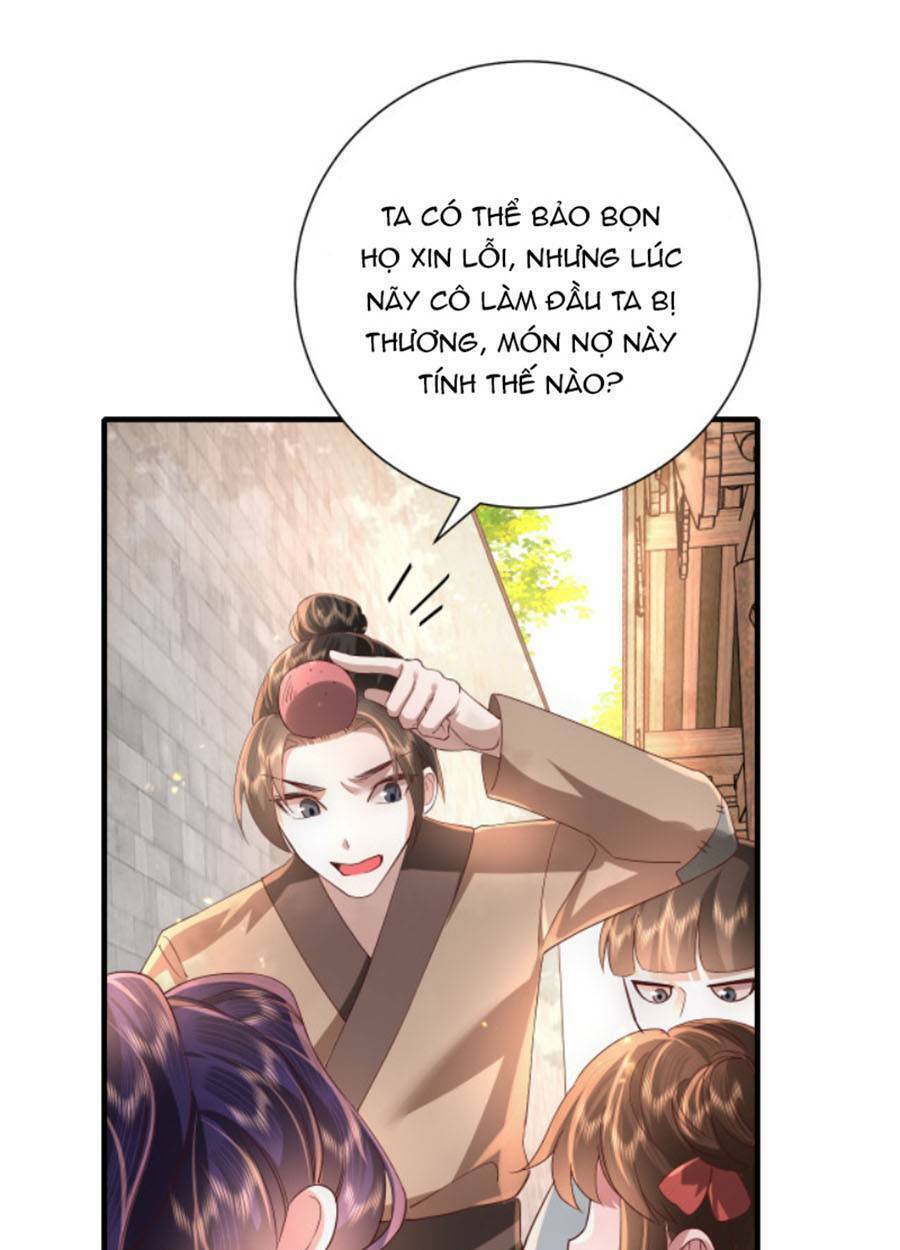 TA CÓ THỂ BẢO BỌN
HỌ XIN LỖI, NHƯNG LÚC
NÃY CÔ LÀM ĐẦU TA BỊ
THƯƠNG, MÓN NỢ NÀY
TÍNH THẾ NÀO?